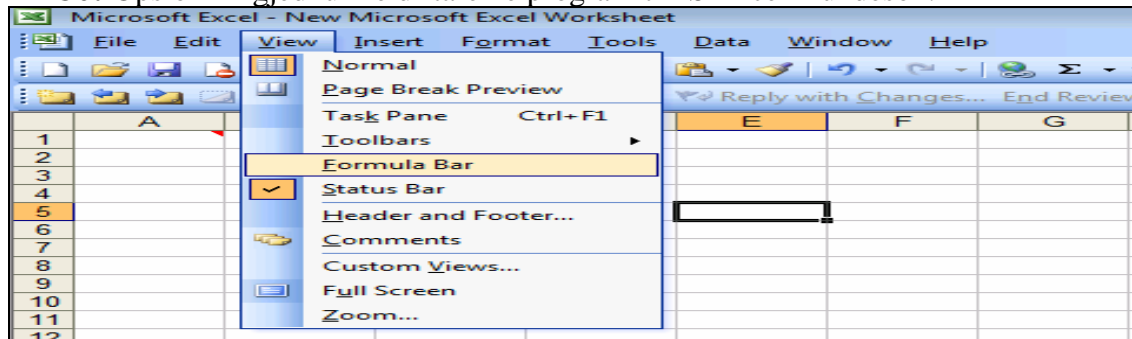 Microsoft Excel - New Microsoft Excel Worksheet
File Edit View Insert Format Tools Data Window Help
Normal
Page Break Preview
Reply with Changes... End Review
Task Pane Ctrl+F1
A E F G
Toolbars
1
2
Formula Bar
3
Status Bar
4
5
Header and Footer...
6
Comments
7
Custom Views...
8
9
Full Screen
10
Zoom...
11
12